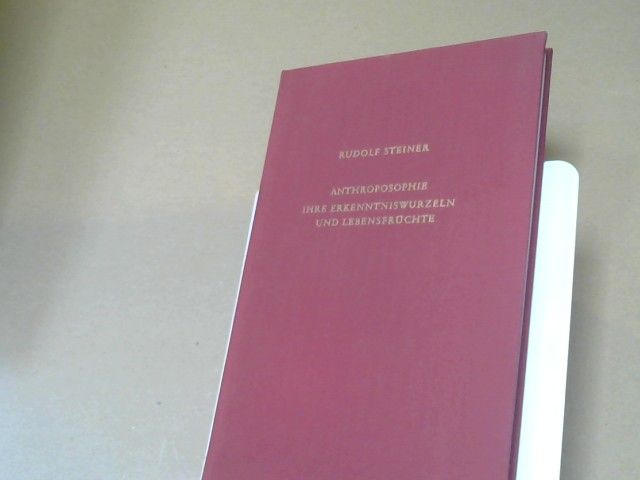 RUDOLF STEINER
ANTHROPOSOPHIE
IHRE ERKENNTNISWURZELN
UND LEBENSFRÜCHTE